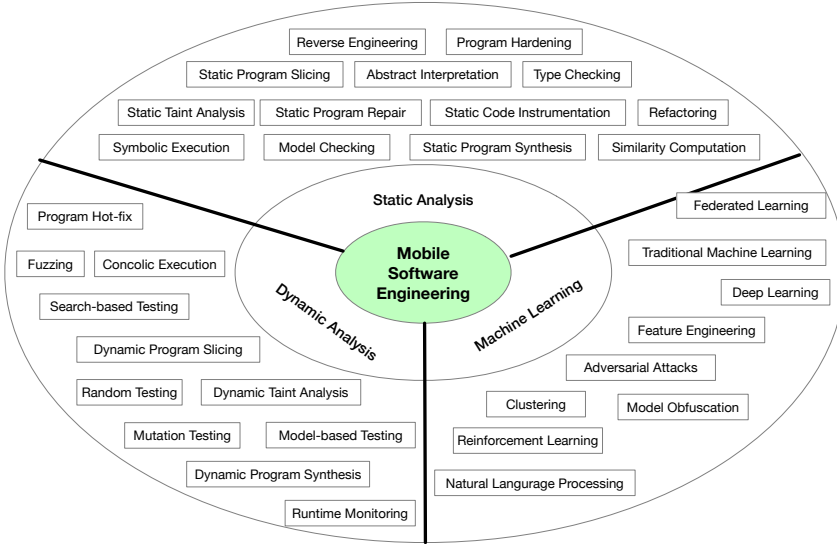 Reverse Engineering
Program Hardening
Static Program Slicing
Abstract Interpretation
Type Checking
Static Taint Analysis
Static Program Repair
Static Code Instrumentation
Refactoring
Symbolic Execution
Model Checking
Static Program Synthesis
Similarity Computation
Static Analysis
Mobile
Software
Engineering
Dynamic Analysis
Machine Learning
Program Hot-fix
Fuzzing
Concolic Execution
Search-based Testing
Dynamic Program Slicing
Random Testing
Dynamic Taint Analysis
Mutation Testing
Model-based Testing
Dynamic Program Synthesis
Runtime Monitoring
Federated Learning
Traditional Machine Learning
Deep Learning
Feature Engineering
Adversarial Attacks
Clustering
Model Obfuscation
Reinforcement Learning
Natural Langurage Processing